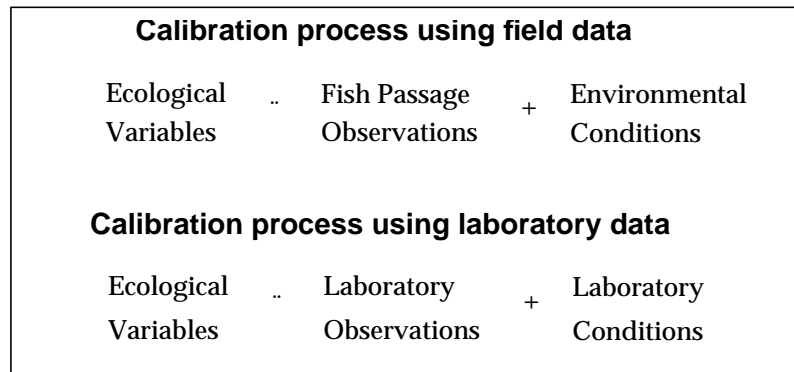 Calibration process using field data
Ecological Variables ¨ Fish Passage Observations + Environmental Conditions
Calibration process using laboratory data
Ecological Variables ¨ Laboratory Observations + Laboratory Conditions